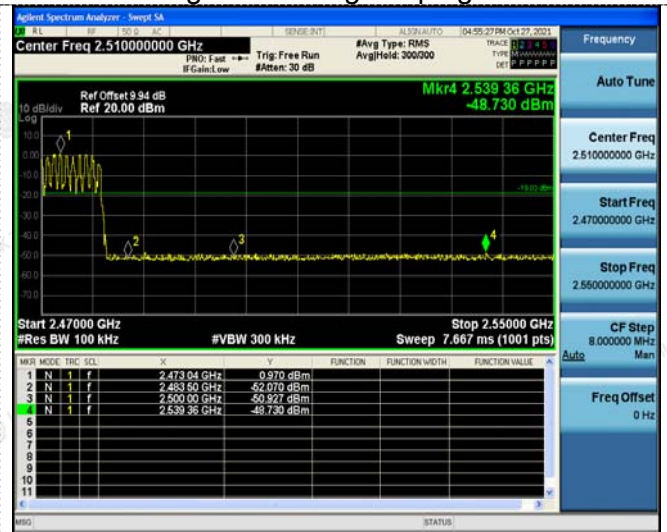 Agilent Spectrum Analyzer - Swept SA
RL RF 50 Ω AC SENSE:INT ALIGNAUTO 04:55:27 PM Oct 27, 2021
Center Freq 2.510000000 GHz
PNO: Fast
IFGain:Low
Trig: Free Run
#Atten: 30 dB
#Avg Type: RMS
Avg|Hold: 300/300
TRACE 1 2 3 4 5 6
TYPE
DET P P P P P P
Frequency
Auto Tune
Center Freq
2.510000000 GHz
Start Freq
2.470000000 GHz
Stop Freq
2.550000000 GHz
CF Step
8.000000 MHz
Auto Man
Freq Offset
0 Hz
Mkr4 2.539 36 GHz
-48.730 dBm
Ref Offset 9.94 dB
10 dB/div Ref 20.00 dBm
Log
10.0
0.00
-10.0
-20.0
-30.0
-40.0
-50.0
-60.0
-70.0
1
2
3
4
-19.03 dBm
Start 2.47000 GHz
Stop 2.55000 GHz
#Res BW 100 kHz
#VBW 300 kHz
Sweep 7.667 ms (1001 pts)
MKR MODE TRC SCL X Y FUNCTION FUNCTION WIDTH FUNCTION VALUE
1 N 1 f 2.473 04 GHz 0.970 dBm
2 N 1 f 2.483 50 GHz -52.070 dBm
3 N 1 f 2.500 00 GHz -50.927 dBm
4 N 1 f 2.539 36 GHz -48.730 dBm
5
6
7
8
9
10
11
MSG STATUS